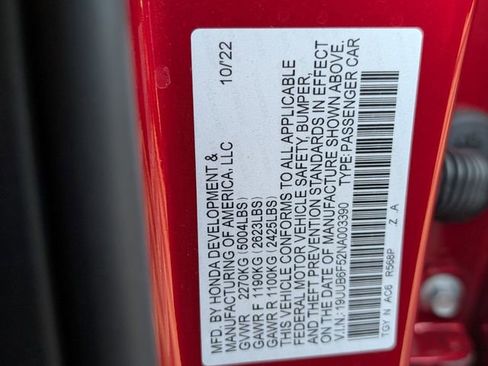 MFD. BY HONDA DEVELOPMENT & 10/22
MANUFACTURING OF AMERICA, LLC
GVWR 2270KG (5004LBS)
GAWR F 1190KG (2623LBS)
GAWR R 1100KG (2425LBS)
THIS VEHICLE CONFORMS TO ALL APPLICABLE
FEDERAL MOTOR VEHICLE SAFETY, BUMPER,
AND THEFT PREVENTION STANDARDS IN EFFECT
ON THE DATE OF MANUFACTURE SHOWN ABOVE.
V.I.N.: 19UUB6F52NA003390 TYPE: PASSENGER CAR
TGY N AC6 R568P Z .A